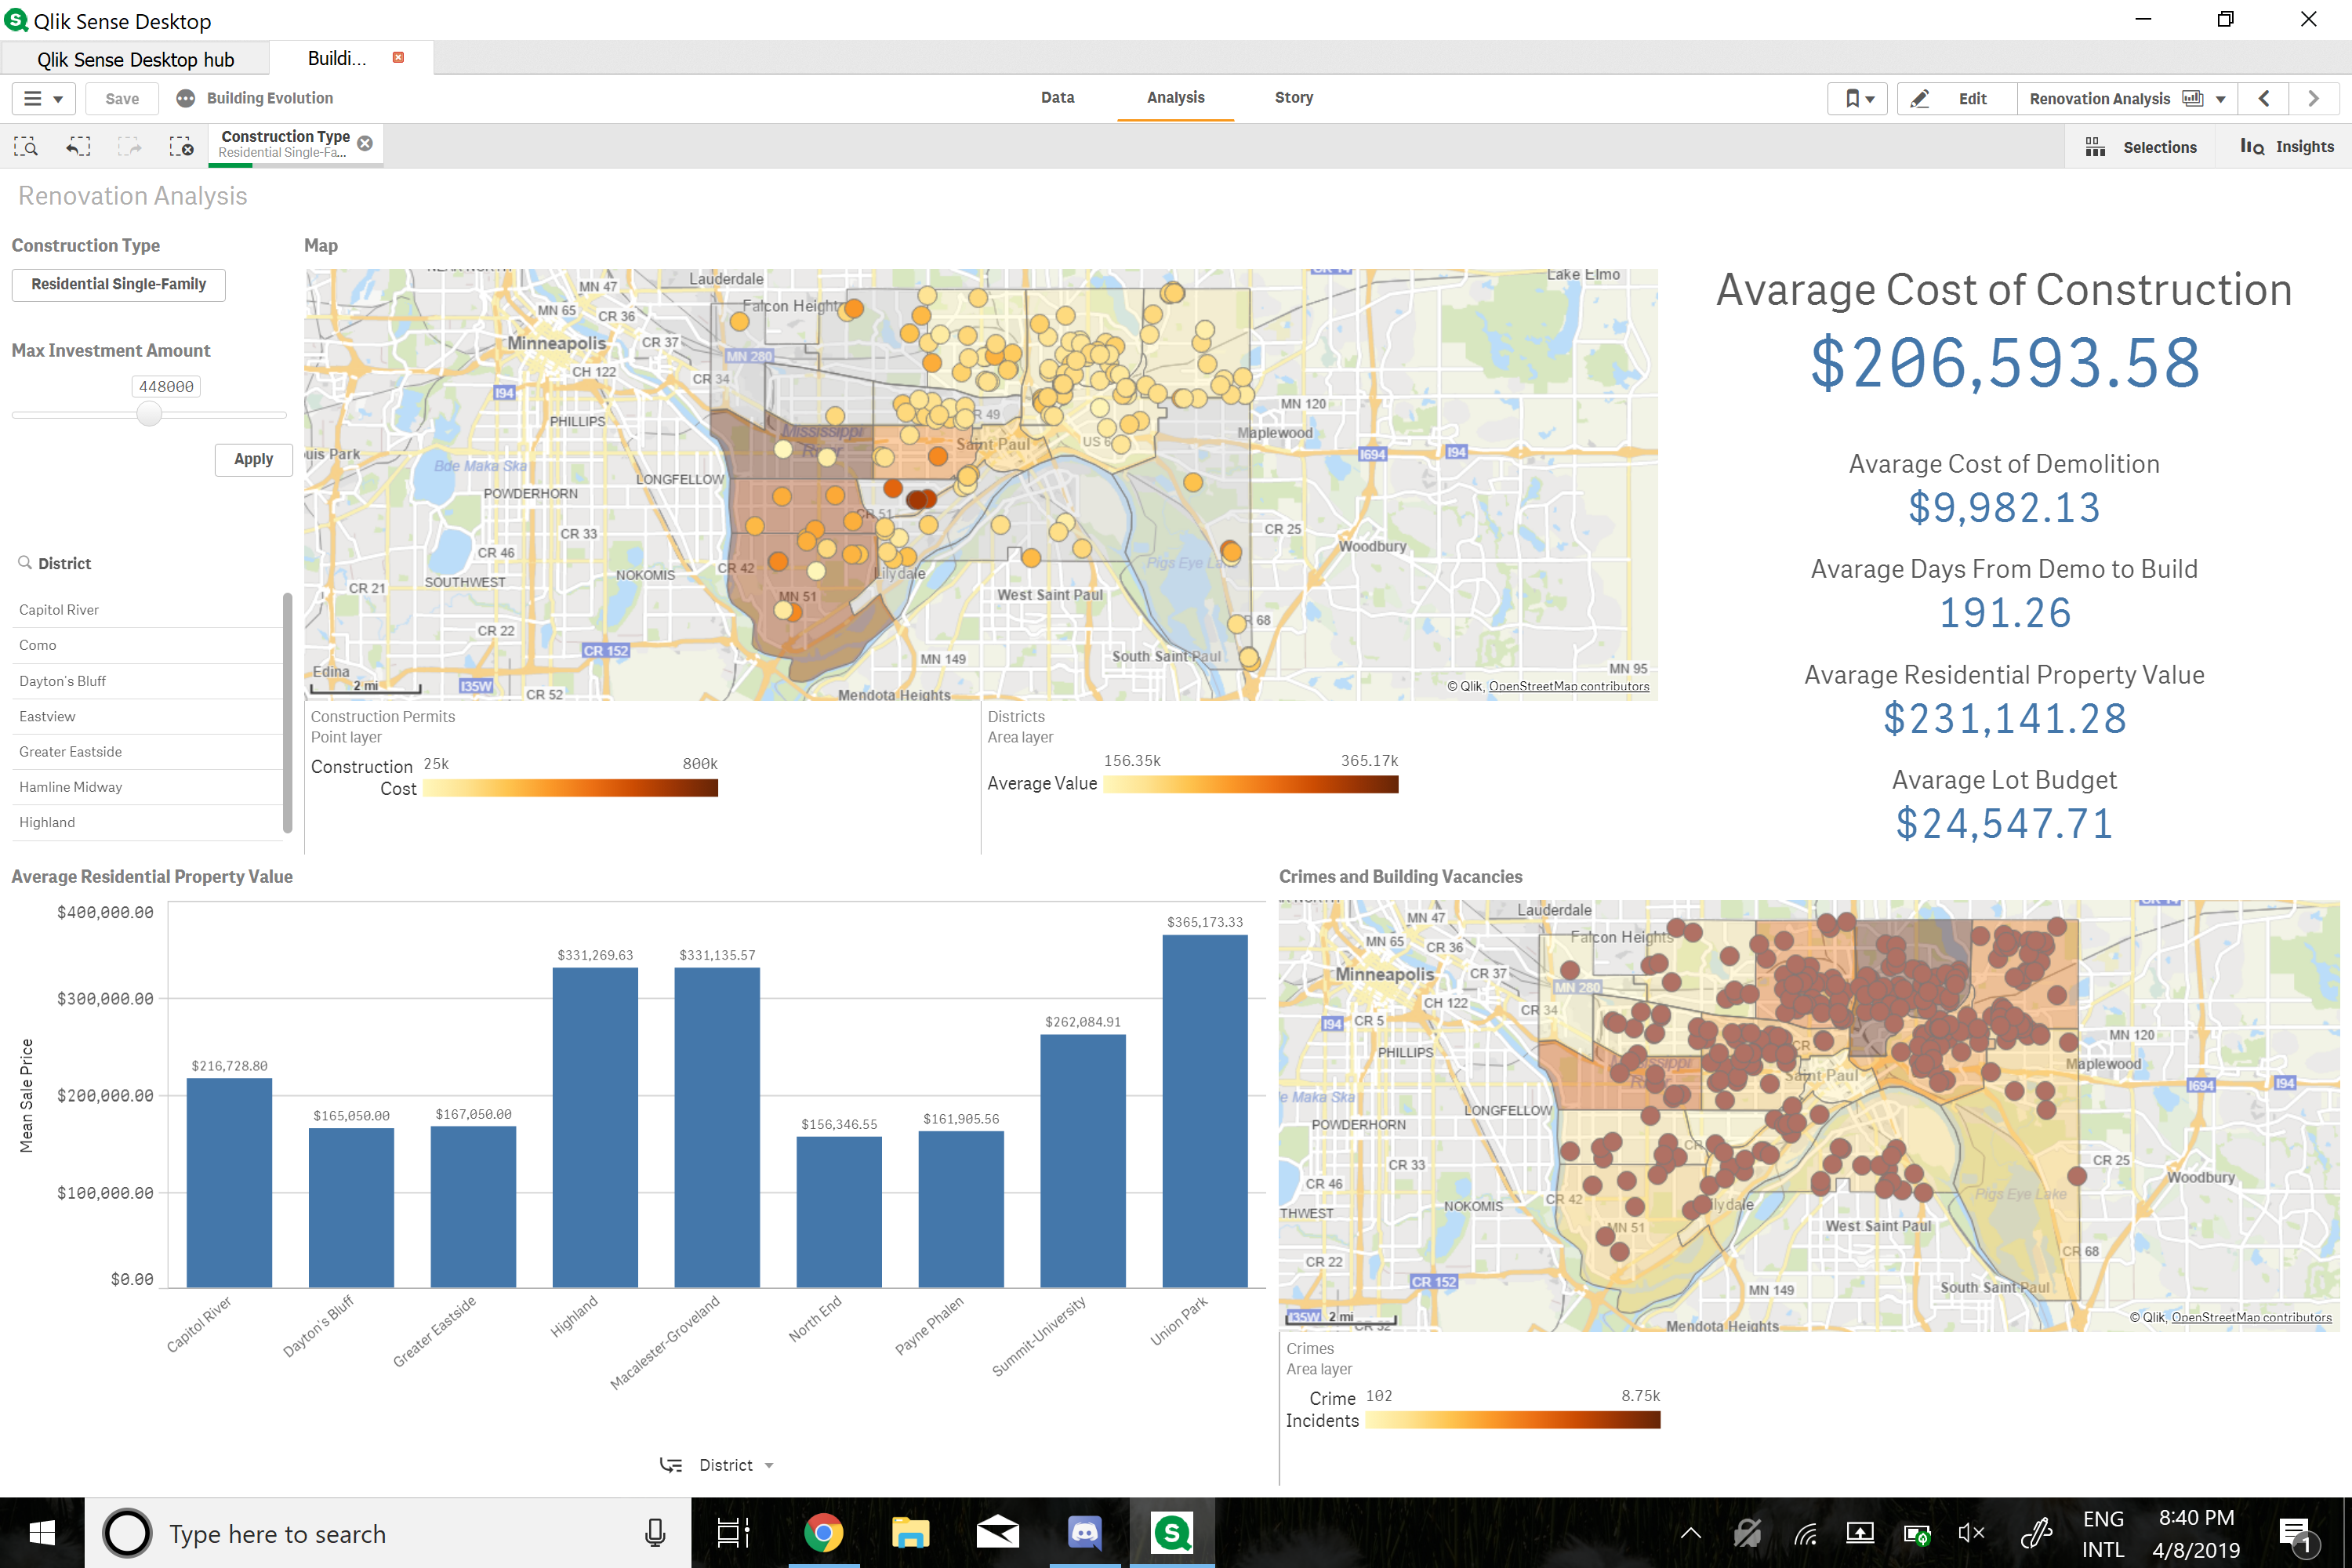 Qlik Sense Desktop
Qlik Sense Desktop hub
Buildi...
Save
Building Evolution
Data
Analysis
Story
Edit
Renovation Analysis
Construction Type
Residential Single-Fa...
Selections
Insights
Renovation Analysis
Construction Type
Residential Single-Family
Max Investment Amount
448000
Apply
District
Capitol River
Como
Dayton's Bluff
Eastview
Greater Eastside
Hamline Midway
Highland
Map
Lauderdale
Lake Elmo
MN 47
Falcon Height
MN 65
CR 36
Minneapolis
CR 37
MN 280
CH 122
CR 34
I94
MN 120
PHILLIPS
R 49
Mississippi
Saint Paul
US 6
Maplewood
uis Park
Bde Maka Ska
I694
I94
LONGFELLOW
POWDERHORN
CR 51
CR 33
CR 25
Woodbury
CR 46
CR 42
Pigs Eye La
NOKOMIS
Lilydale
SOUTHWEST
CR 21
MN 51
West Saint Paul
R 68
CR 22
CR 152
MN 149
South Saint Paul
Edina
MN 95
2 mi
I35W
CR 52
Mendota Heights
© Qlik, OpenStreetMap contributors
Construction Permits
Point layer
Construction Cost
25k
800k
Districts
Area layer
Average Value
156.35k
365.17k
Avarage Cost of Construction
$206,593.58
Avarage Cost of Demolition
$9,982.13
Avarage Days From Demo to Build
191.26
Avarage Residential Property Value
$231,141.28
Avarage Lot Budget
$24,547.71
Average Residential Property Value
Mean Sale Price
$400,000.00
$300,000.00
$200,000.00
$100,000.00
$0.00
$216,728.80
$165,050.00
$167,050.00
$331,269.63
$331,135.57
$156,346.55
$161,905.56
$262,084.91
$365,173.33
Capitol River
Dayton's Bluff
Greater Eastside
Highland
Macalester-Groveland
North End
Payne Phalen
Summit-University
Union Park
District
Crimes and Building Vacancies
Lauderdale
MN 47
Falcon Heights
MN 65
CR 36
Minneapolis
CR 37
MN 280
CH 122
CR 34
I94
CR 5
MN 120
PHILLIPS
CR
Saint Paul
Maplewood
I694
I94
e Maka Ska
LONGFELLOW
POWDERHORN
CR
CR 33
CR 25
Woodbury
CR 46
CR 42
Pigs Eye Lake
NOKOMIS
lydale
THWEST
MN 51
West Saint Paul
CR 68
CR 22
CR 152
MN 149
South Saint Paul
I35W
2 mi
CR 52
Mendota Heights
© Qlik, OpenStreetMap contributors
Crimes
Area layer
Crime Incidents
102
8.75k
Type here to search
ENG
INTL
8:40 PM
4/8/2019
1